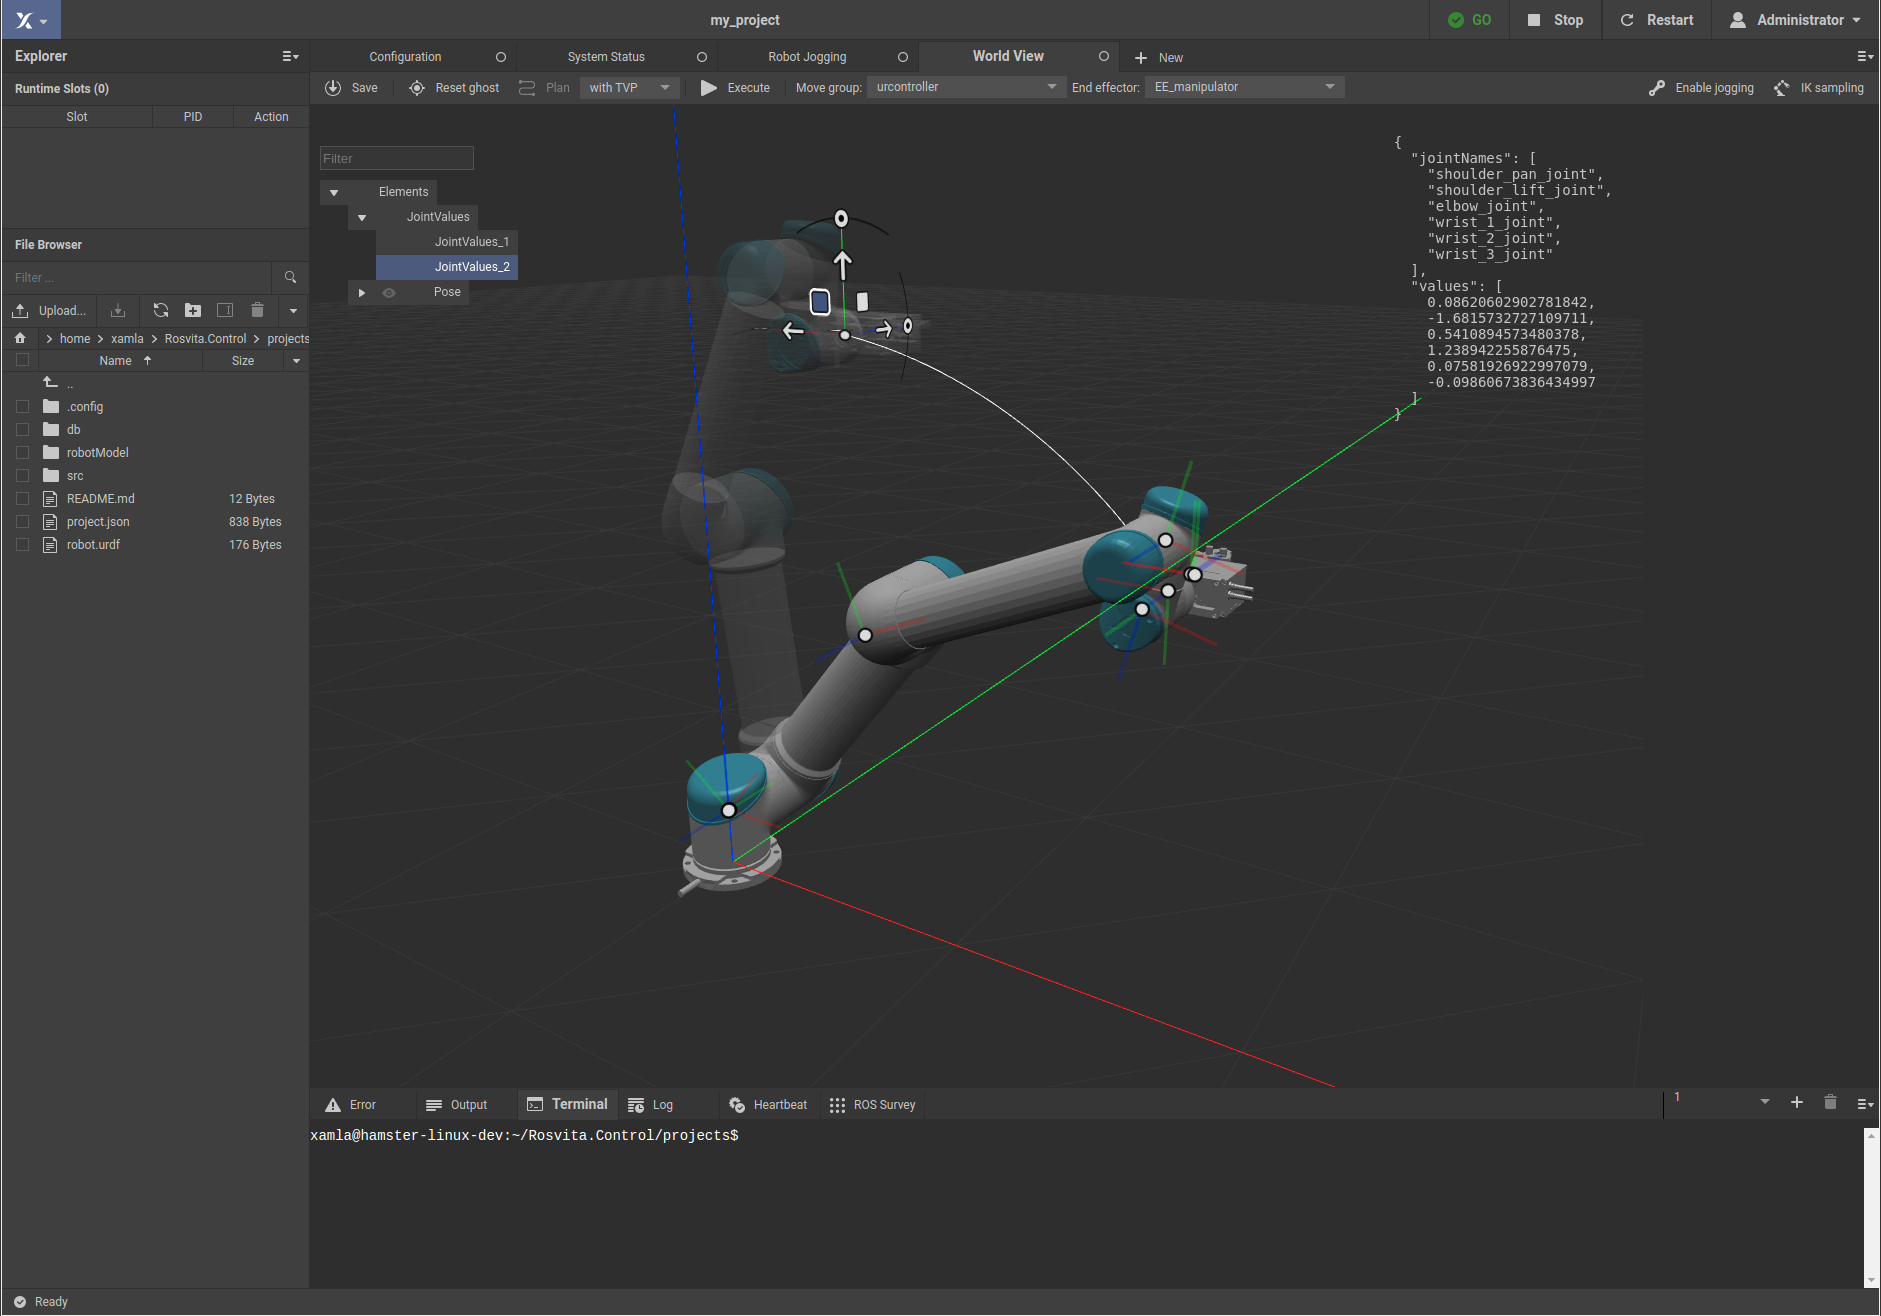 my_project
GO
Stop
Restart
Administrator
Explorer
Configuration
System Status
Robot Jogging
World View
New
Runtime Slots (0)
Save
Reset ghost
Plan
with TVP
Execute
Move group:
urcontroller
End effector:
EE_manipulator
Enable jogging
IK sampling
Slot PID Action
File Browser
Filter ...
Upload...
home > xamla > Rosvita.Control > projects
Name Size
..
.config
db
robotModel
src
README.md 12 Bytes
project.json 838 Bytes
robot.urdf 176 Bytes
Filter
Elements
JointValues
JointValues_1
JointValues_2
Pose
{
"jointNames": [
"shoulder_pan_joint",
"shoulder_lift_joint",
"elbow_joint",
"wrist_1_joint",
"wrist_2_joint",
"wrist_3_joint"
],
"values": [
0.08620602902781842,
-1.6815732727109711,
0.5410894573480378,
1.238942255876475,
0.07581926922997079,
-0.09860673836434997
]
}
Error
Output
Terminal
Log
Heartbeat
ROS Survey
1
xamla@hamster-linux-dev:~/Rosvita.Control/projects$
Ready